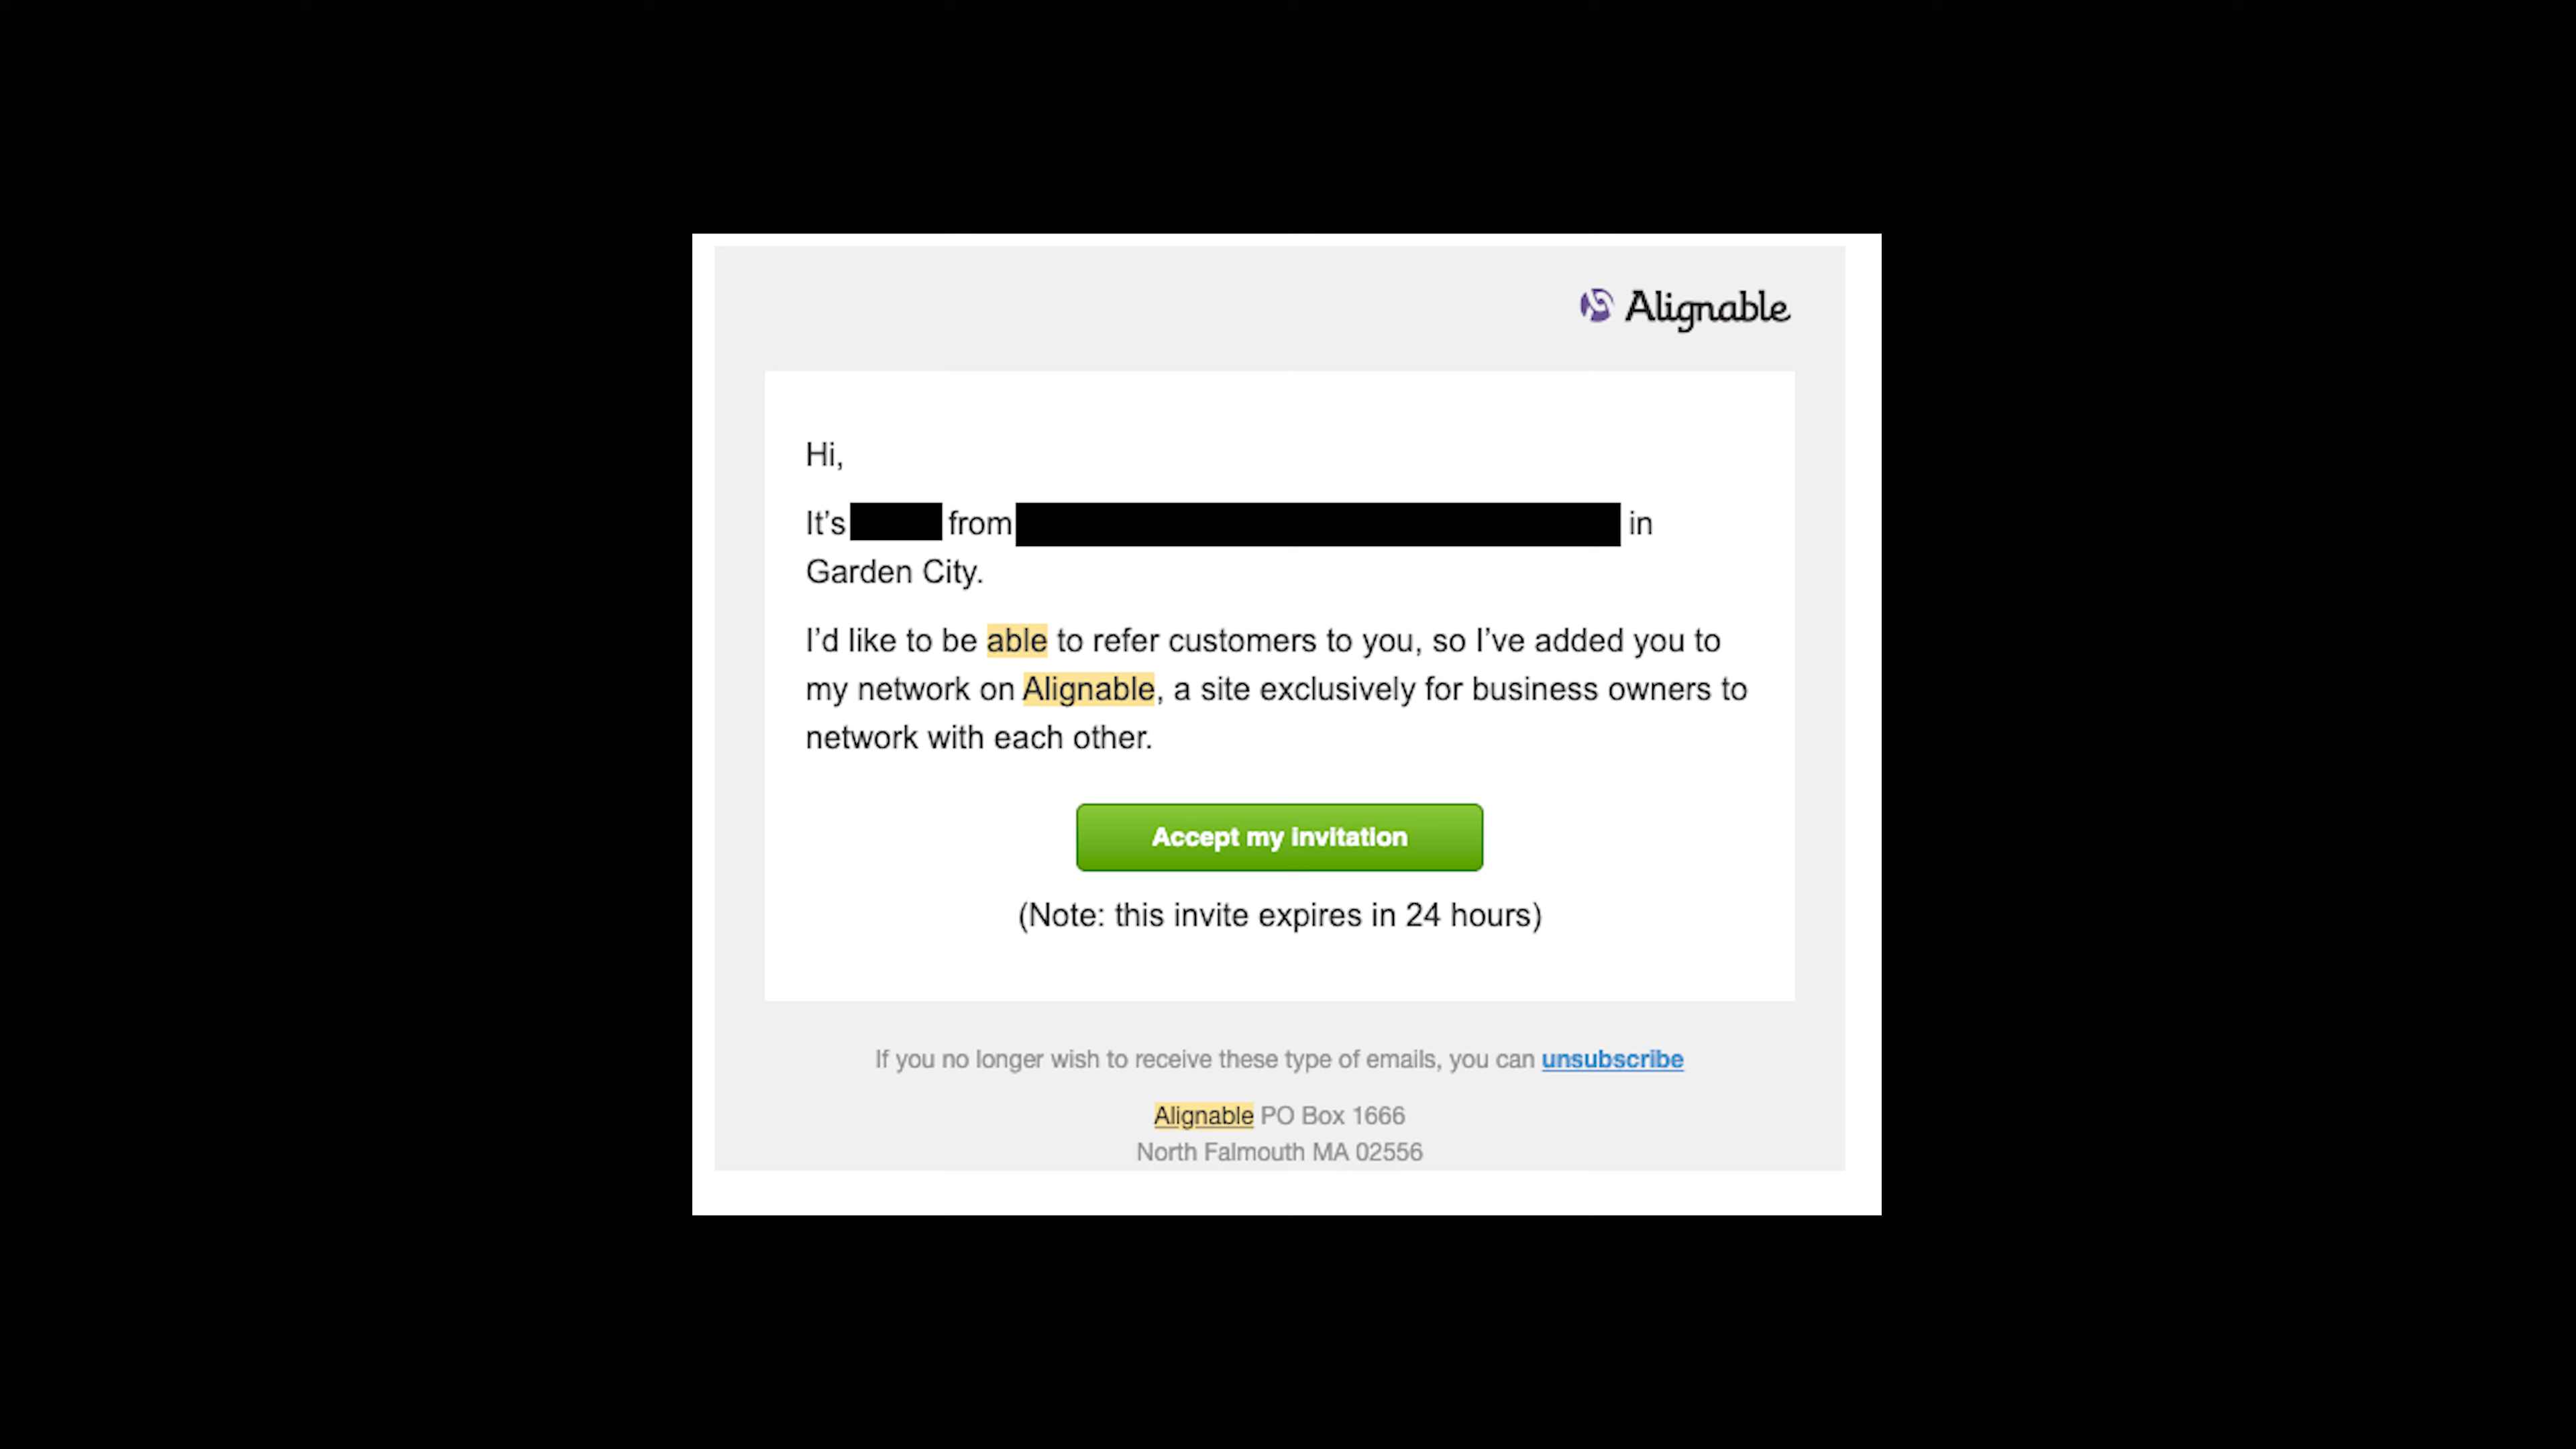 Alignable
Hi,
It’s from in
Garden City.
I’d like to be able to refer customers to you, so I’ve added you to
my network on Alignable, a site exclusively for business owners to
network with each other.
Accept my invitation
(Note: this invite expires in 24 hours)
If you no longer wish to receive these type of emails, you can unsubscribe
Alignable PO Box 1666
North Falmouth MA 02556